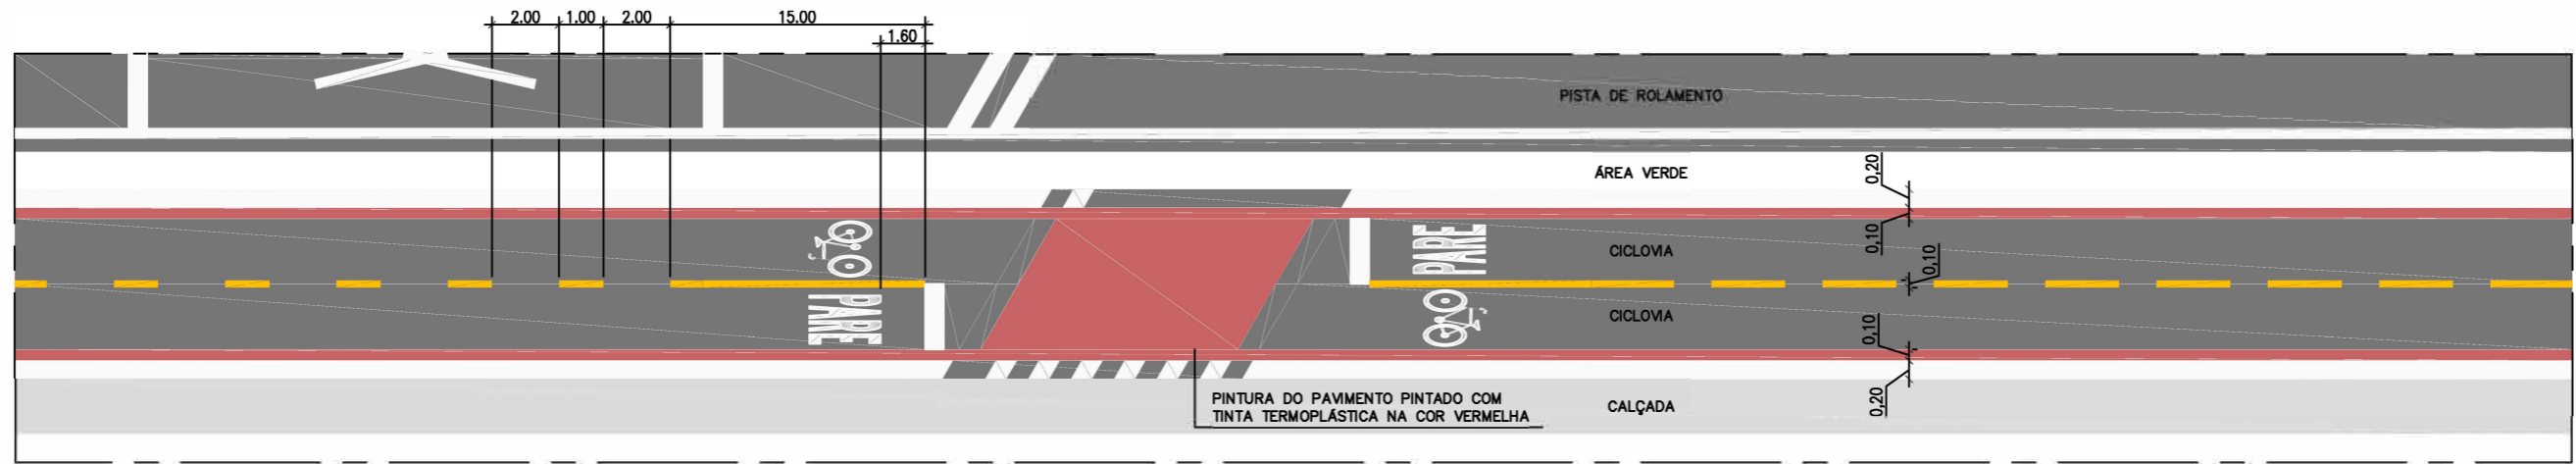 2.00 1.00 2.00 15.00
1.60
PISTA DE ROLAMENTO
ÁREA VERDE
0,20
0,10
0,10
PARE
CICLOVIA
PARE
CICLOVIA
0,10
0,20
PINTURA DO PAVIMENTO PINTADO COM
TINTA TERMOPLÁSTICA NA COR VERMELHA
CALÇADA